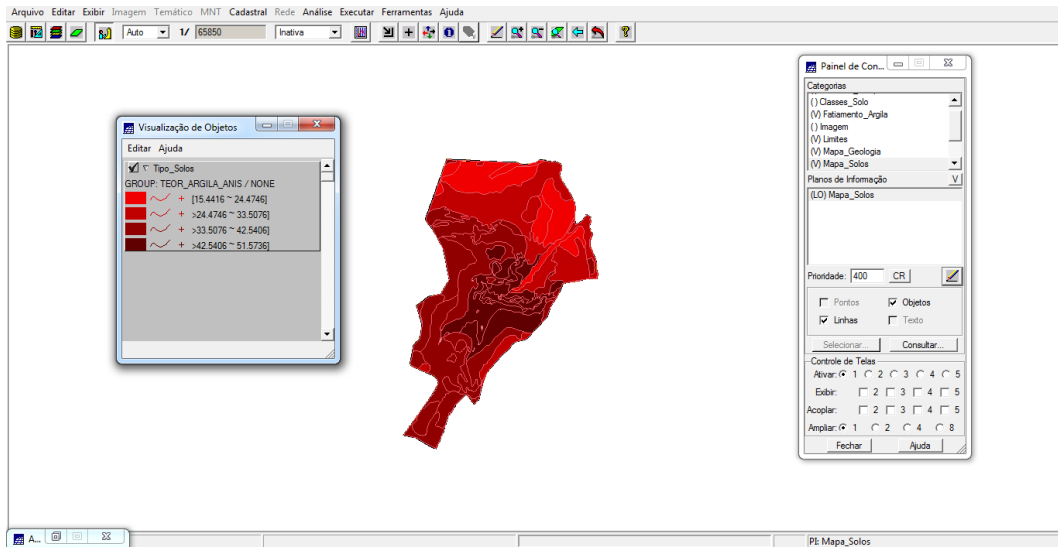 Arquivo Editar Exibir Imagem Temático MNT Cadastral Rede Análise Executar Ferramentas Ajuda
Auto 1/ 65850 Inativa
Visualização de Objetos
Editar Ajuda
Tipo_Solos
GROUP: TEOR_ARGILA_ANIS / NONE
[15.4416 ~ 24.4746]
>24.4746 ~ 33.5076]
>33.5076 ~ 42.5406]
>42.5406 ~ 51.5736]
Painel de Con...
Categorias
( ) Classes_Solo
(V) Fatiamento_Argila
( ) Imagem
(V) Limites
(V) Mapa_Geologia
(V) Mapa_Solos
Planos de Informação V
(LO) Mapa_Solos
Prioridade: 400 CR
Pontos Objetos
Linhas Texto
Selecionar... Consultar...
Controle de Telas
Ativar: 1 2 3 4 5
Exibir: 2 3 4 5
Acoplar: 2 3 4 5
Ampliar: 1 2 4 8
Fechar Ajuda
A...
PI: Mapa_Solos